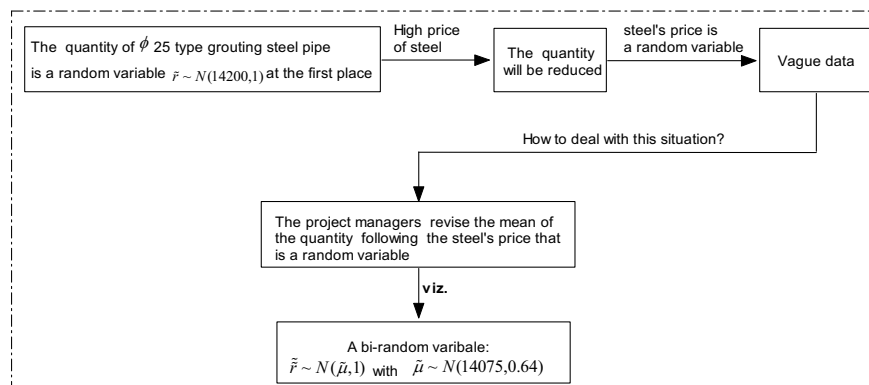 The quantity of ϕ 25 type grouting steel pipe
is a random variable r̃ ~ N(14200,1) at the first place
High price
of steel
The quantity
will be reduced
steel's price is
a random variable
Vague data
How to deal with this situation?
The project managers revise the mean of
the quantity following the steel's price that
is a random variable
viz.
A bi-random varibale:
r̃̃ ~ N(μ̃,1) with μ̃ ~ N(14075,0.64)